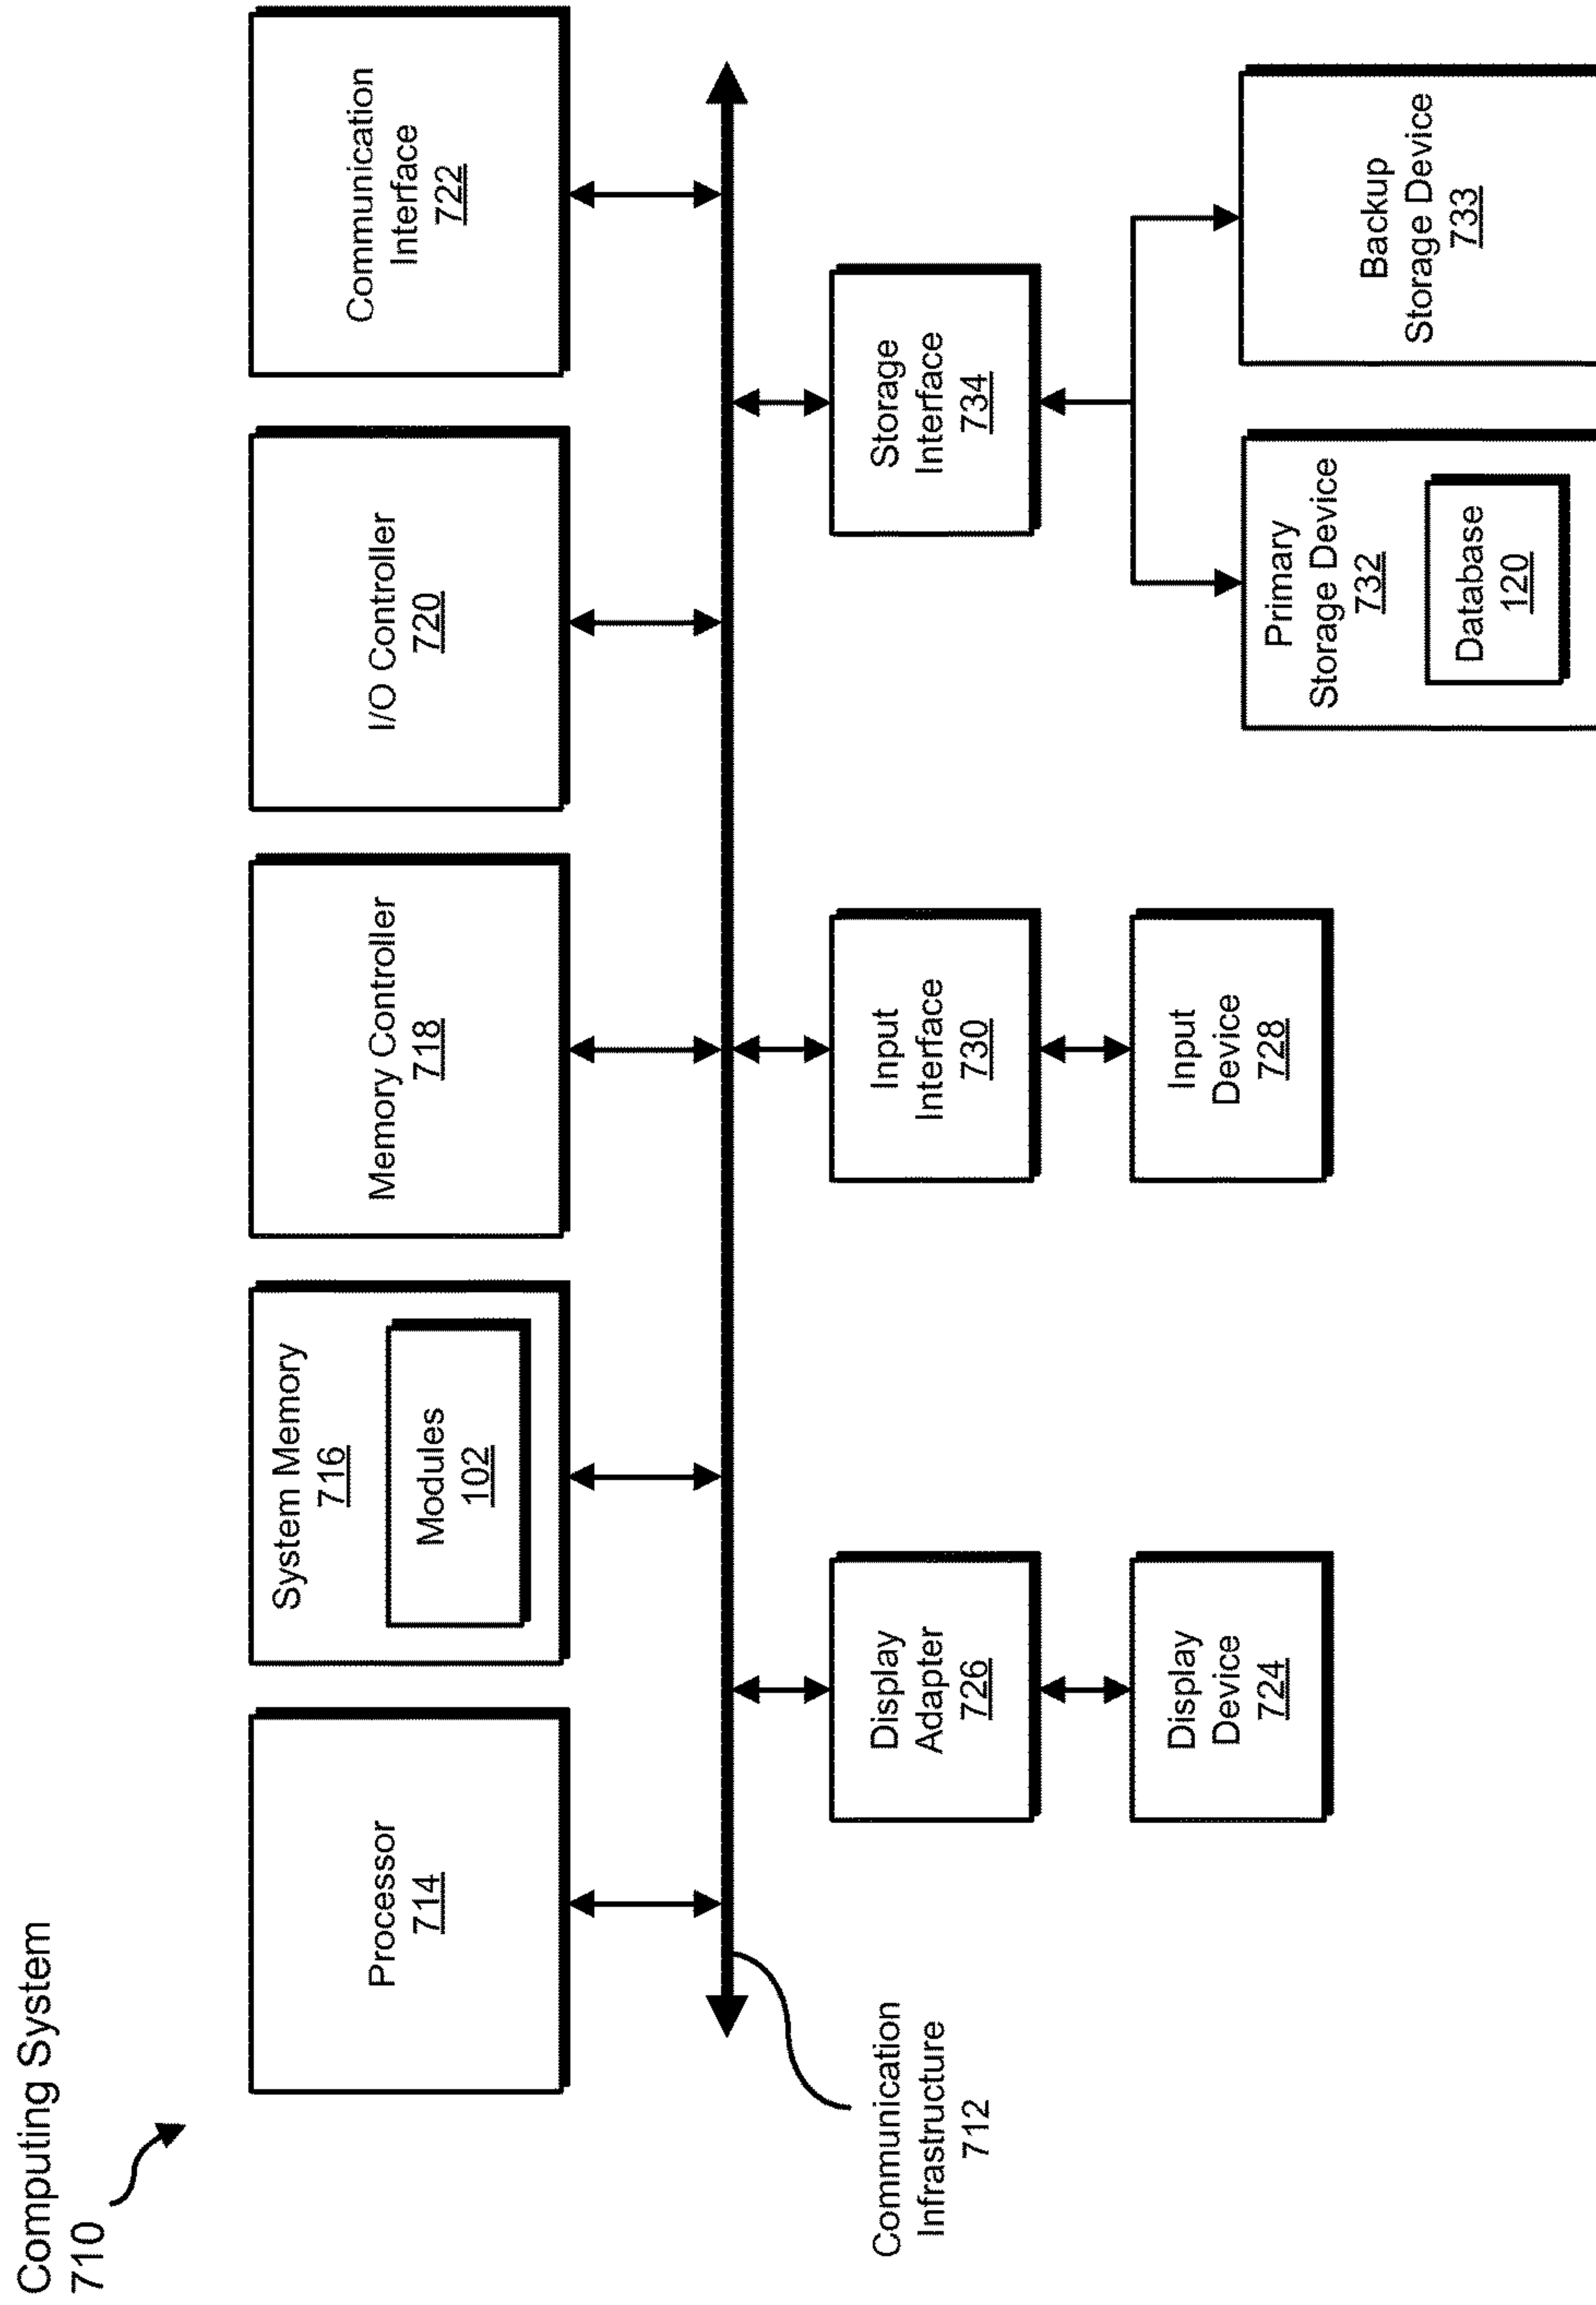 Computing System
710
Processor
714
System Memory
716
Modules
102
Memory Controller
718
I/O Controller
720
Communication
Interface
722
Communication
Infrastructure
712
Display
Adapter
726
Input
Interface
730
Storage
Interface
734
Display
Device
724
Input
Device
728
Primary
Storage Device
732
Database
120
Backup
Storage Device
733